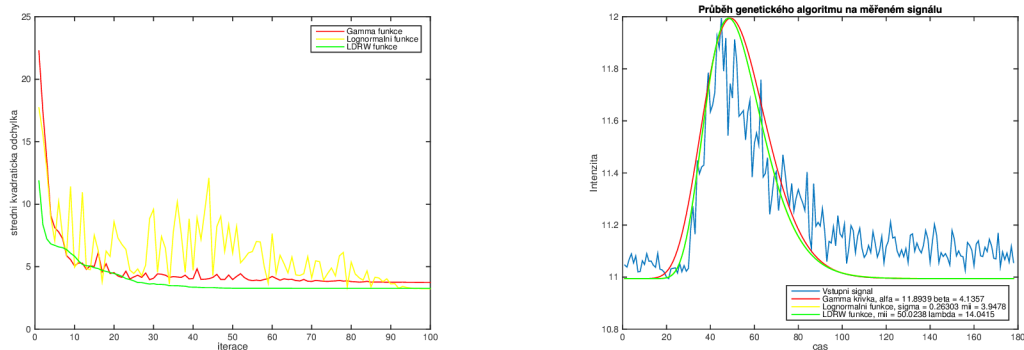 25
20
15
10
5
0
0 10 20 30 40 50 60 70 80 90 100
iterace
stredni kvadraticka odchylka
Gamma funkce
Lognormalni funkce
LDRW funkce
Průběh genetického algoritmu na měřeném signálu
12
11.8
11.6
11.4
11.2
11
10.8
0 20 40 60 80 100 120 140 160 180
cas
Intenzita
Vstupni signal
Gamma krivka, alfa = 11.8939 beta = 4.1357
Lognormalni funkce, sigma = 0.26303 mii = 3.9478
LDRW funkce, mii = 50.0238 lambda = 14.0415